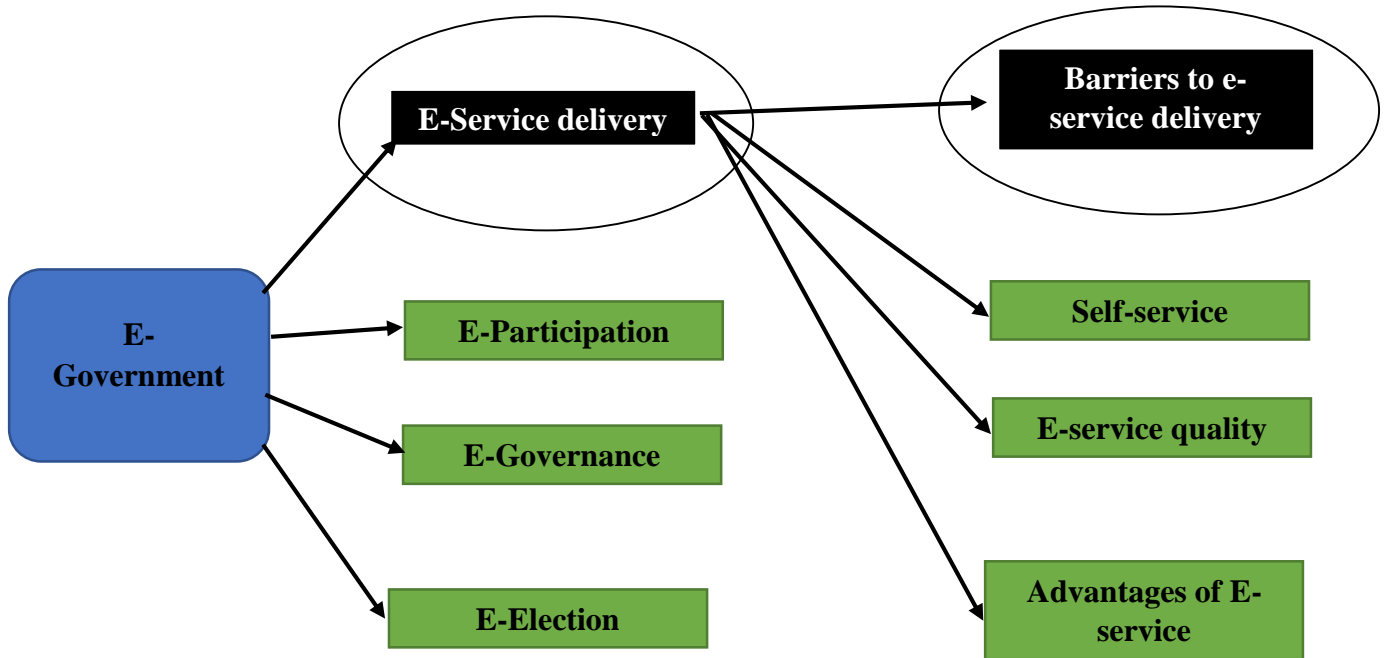 E-Service delivery
Barriers to e-
service delivery
E-
Government
E-Participation
E-Governance
E-Election
Self-service
E-service quality
Advantages of E-
service